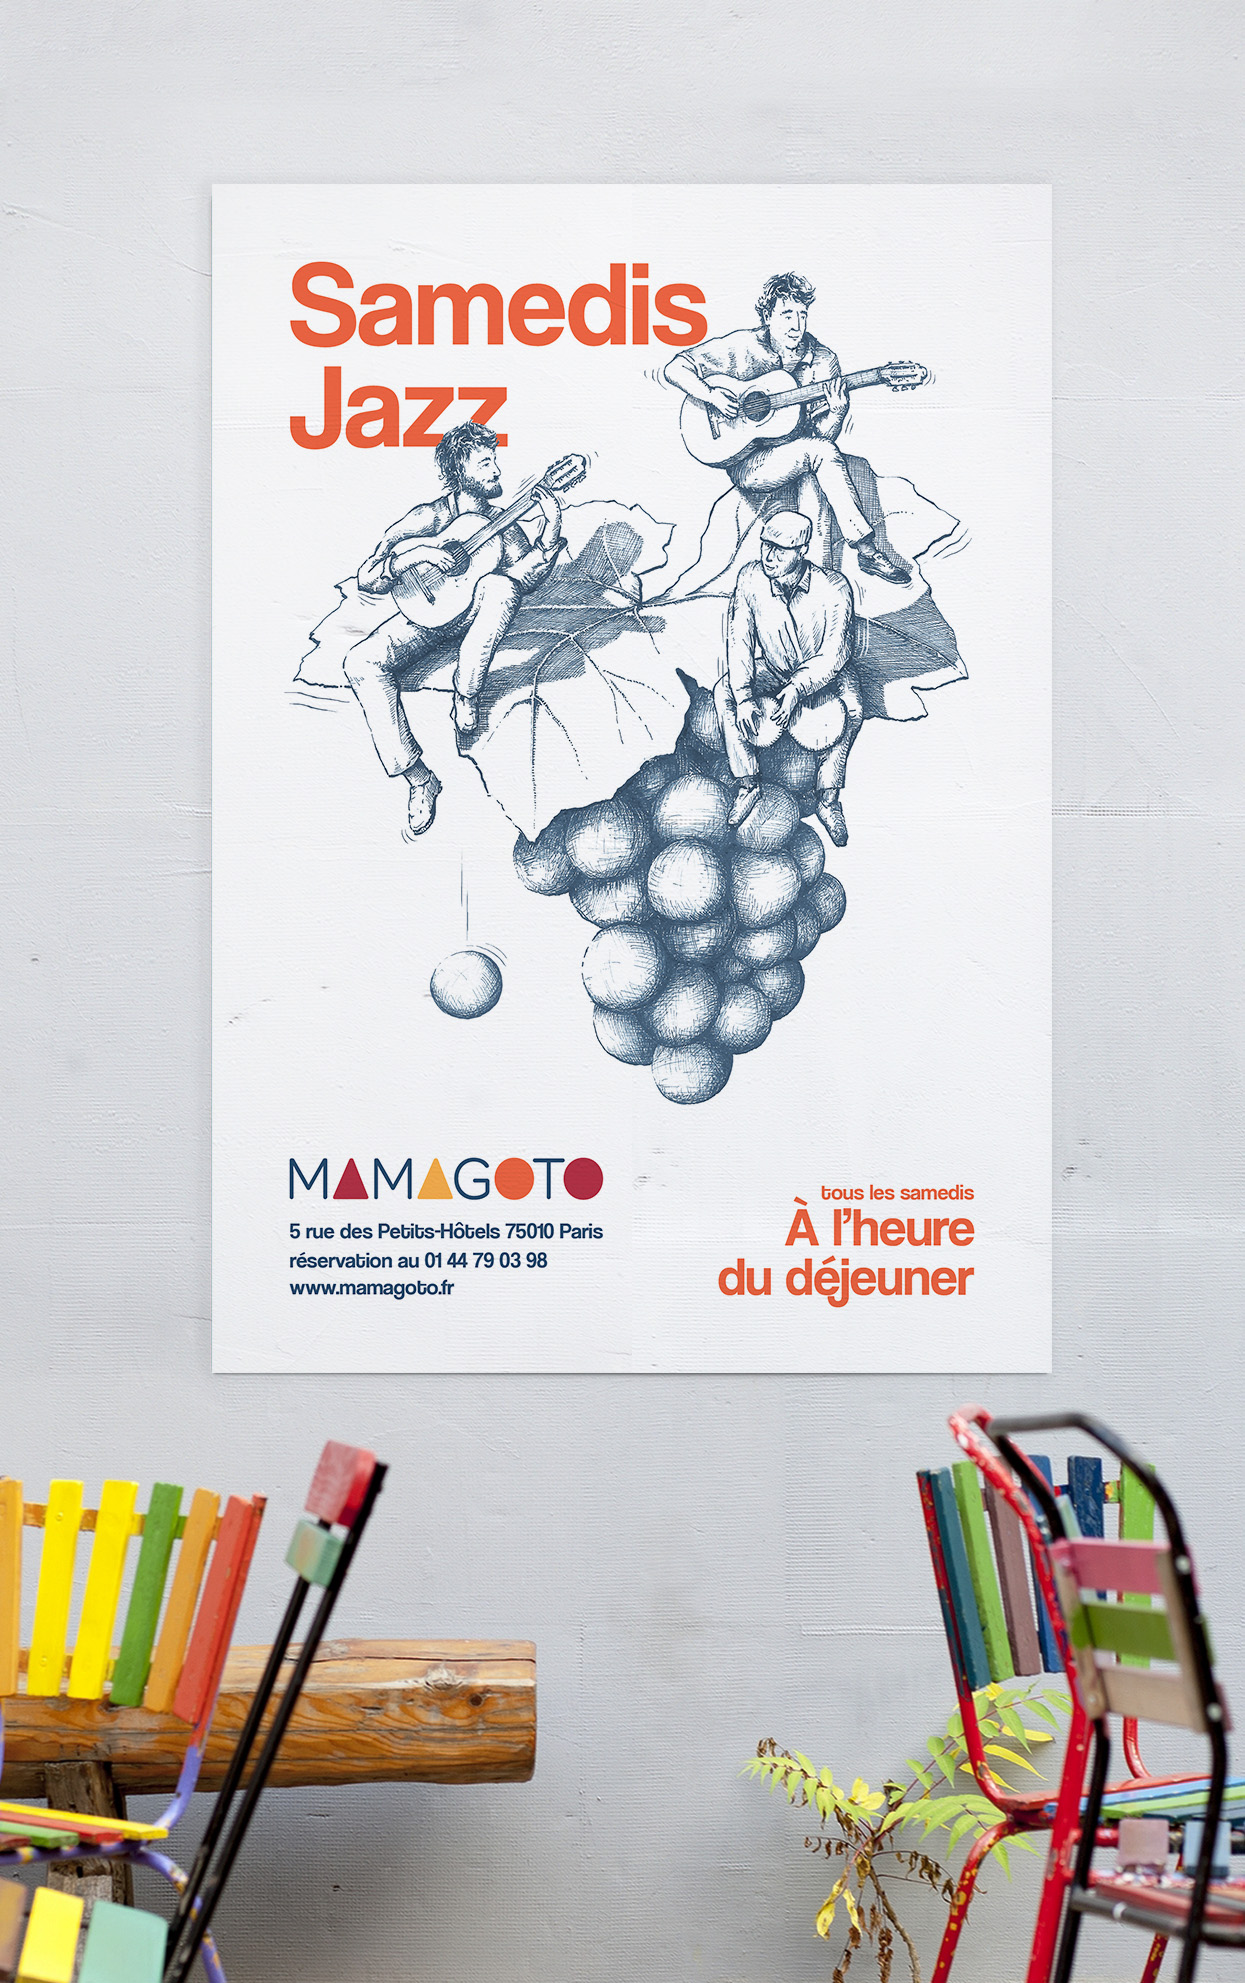 Samedis
Jazz
MAMAGOTO
5 rue des Petits-Hôtels 75010 Paris
réservation au 01 44 79 03 98
www.mamagoto.fr
tous les samedis
À l'heure
du déjeuner